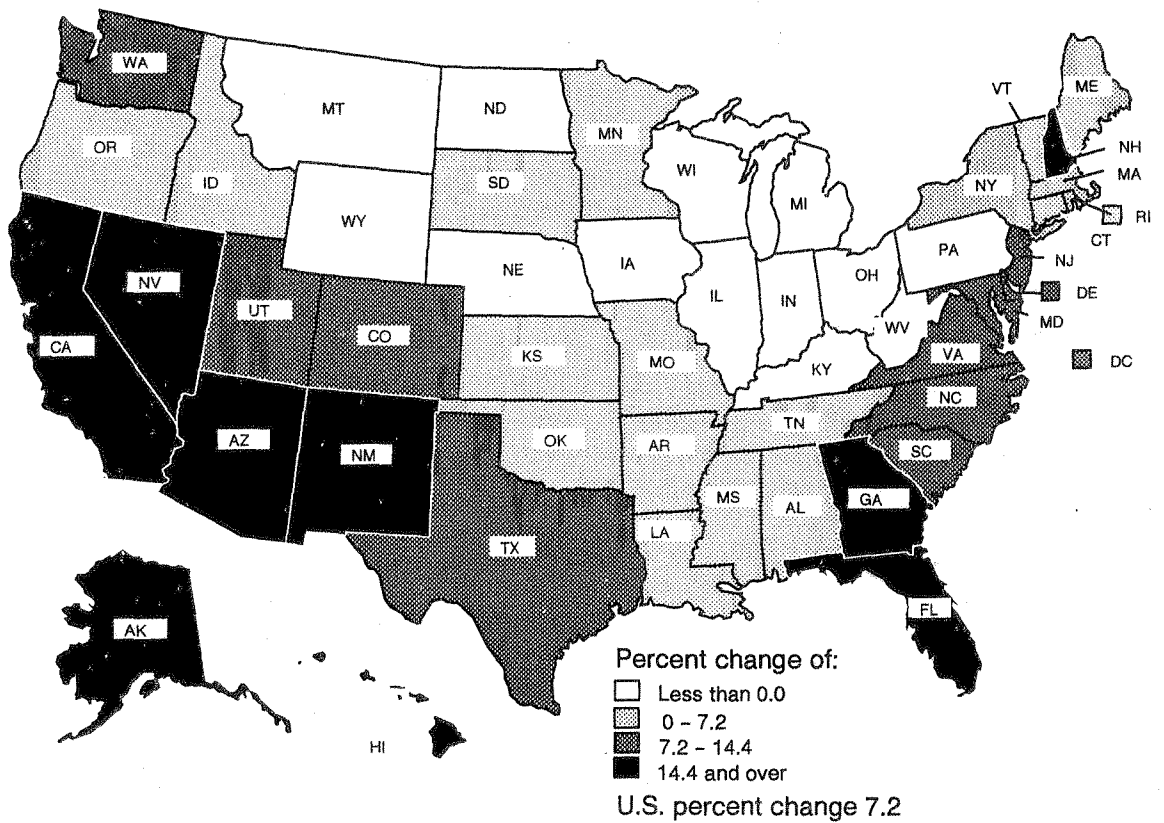 WA
MT
ND
MN
VT
ME
OR
ID
SD
WI
MI
NY
NH
MA
RI
WY
CT
NE
IA
PA
NJ
NV
UT
IL
IN
OH
DE
CA
CO
KS
MO
KY
WV
VA
MD
DC
AZ
NM
OK
AR
TN
NC
SC
TX
LA
MS
AL
GA
AK
FL
HI
Percent change of:
Less than 0.0
0 – 7.2
7.2 – 14.4
14.4 and over
U.S. percent change 7.2